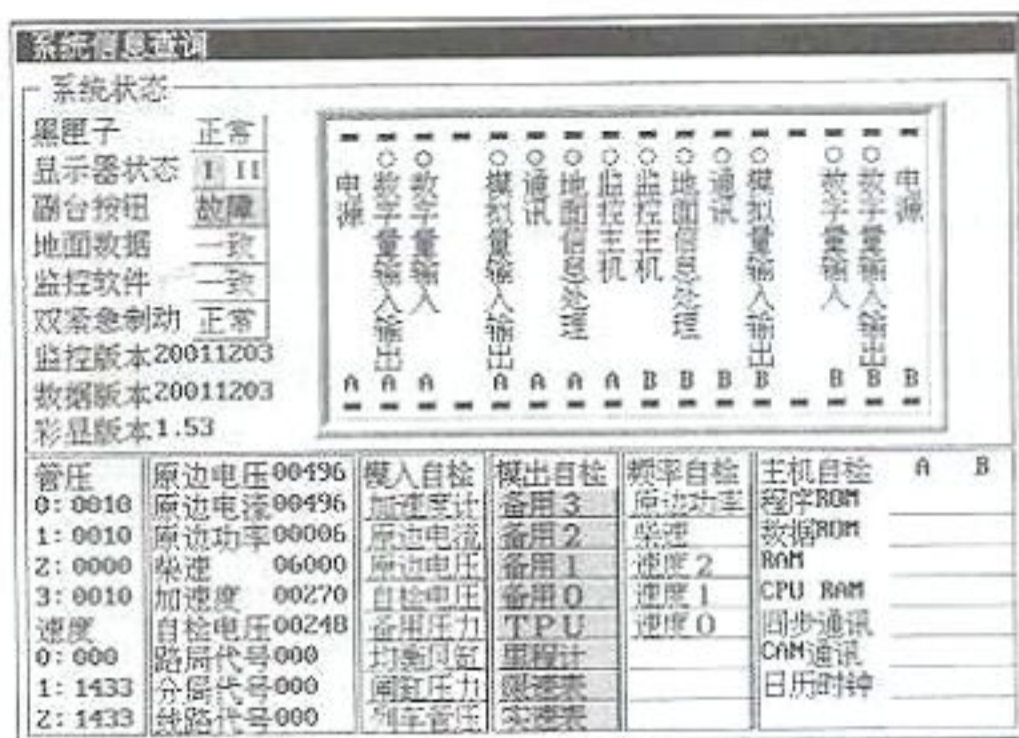 系统信息查询
系统状态
黑匣子 正常
显示器状态 I II
副台按钮 故障
地面数据 一致
监控软件 一致
双紧急制动 正常
监控版本20011203
数据版本20011203
彩显版本1.53
电源 A
数字量输入输出 A
数字量输入 A
模拟量输入输出 A
通讯 A
地面信息处理 A
监控主机 A
监控主机 B
地面信息处理 B
通讯 B
模拟量输入输出 B
数字量输入 B
数字量输入输出 B
电源 B
管压
0:0010
1:0010
2:0000
3:0010
速度
0:000
1:1433
2:1433
原边电压00496
原边电流00496
原边功率00006
柴速 06000
加速度 00270
自检电压00248
路局代号000
分局代号000
线路代号000
模入自检
加速度计
原边电流
原边电压
自检电压
备用压力
均衡风缸
闸缸压力
列车管压
模出自检
备用3
备用2
备用1
备用0
TPU
里程计
限速表
实速表
频率自检
原边功率
柴速
速度2
速度1
速度0
主机自检 A B
程序ROM
数据ROM
RAM
CPU RAM
同步通讯
CAN通讯
日历时钟